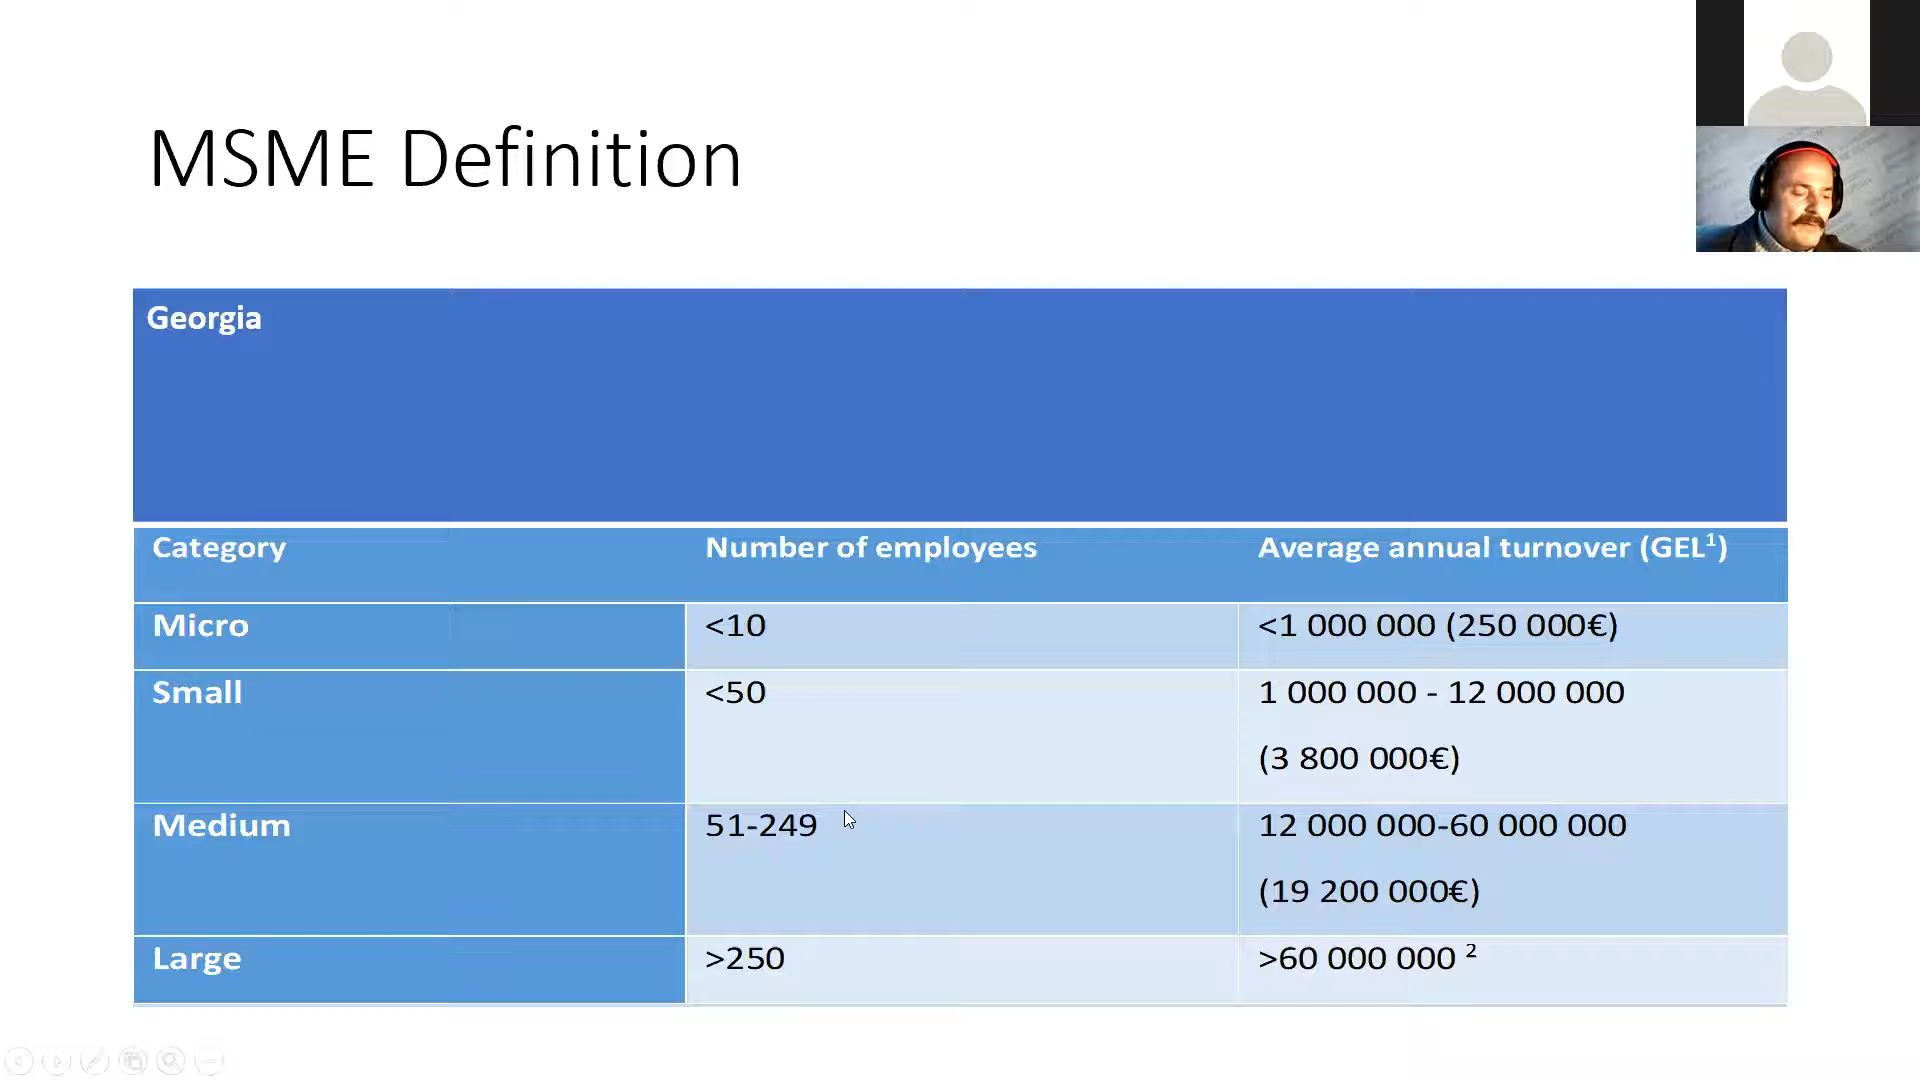 MSME Definition
Georgia
Category Number of employees Average annual turnover (GEL¹)
Micro <10 <1 000 000 (250 000€)
Small <50 1 000 000 - 12 000 000
(3 800 000€)
Medium 51-249 12 000 000-60 000 000
(19 200 000€)
Large >250 >60 000 000 ²